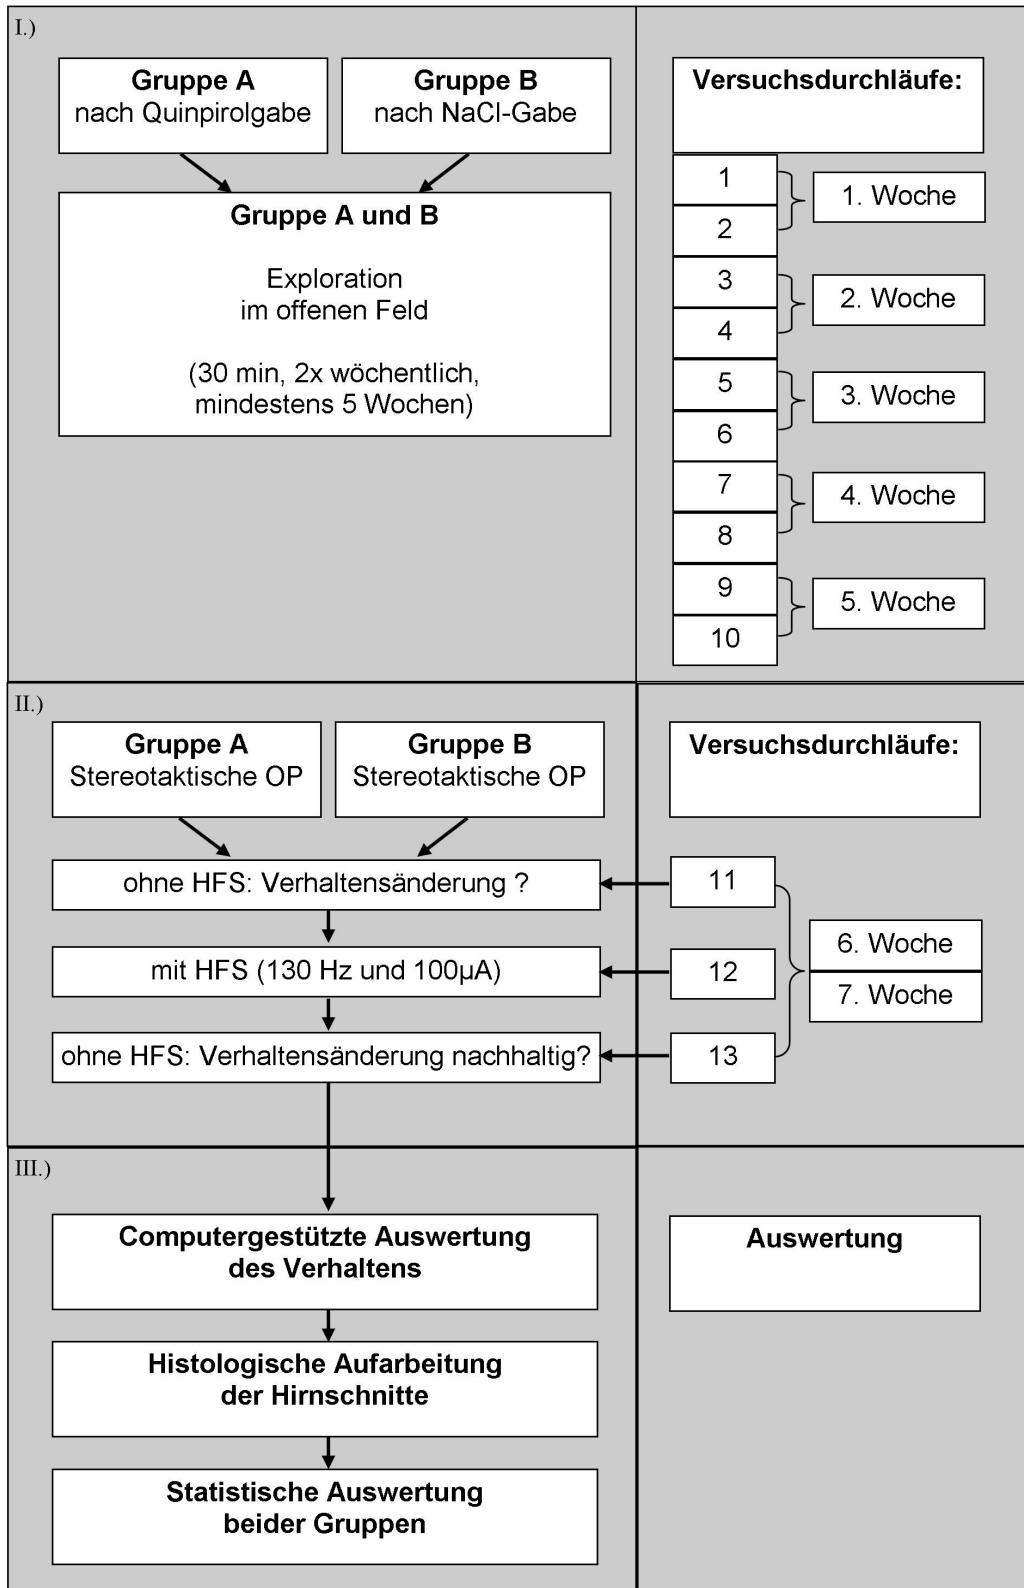 I.)
Gruppe A
nach Quinpirolgabe
Gruppe B
nach NaCl-Gabe
Gruppe A und B
Exploration
im offenen Feld
(30 min, 2x wöchentlich,
mindestens 5 Wochen)
Versuchsdurchläufe:
1
2
1. Woche
3
4
2. Woche
5
6
3. Woche
7
8
4. Woche
9
10
5. Woche
II.)
Gruppe A
Stereotaktische OP
Gruppe B
Stereotaktische OP
ohne HFS: Verhaltensänderung ?
mit HFS (130 Hz und 100µA)
ohne HFS: Verhaltensänderung nachhaltig?
Versuchsdurchläufe:
11
12
13
6. Woche
7. Woche
III.)
Computergestützte Auswertung
des Verhaltens
Histologische Aufarbeitung
der Hirnschnitte
Statistische Auswertung
beider Gruppen
Auswertung